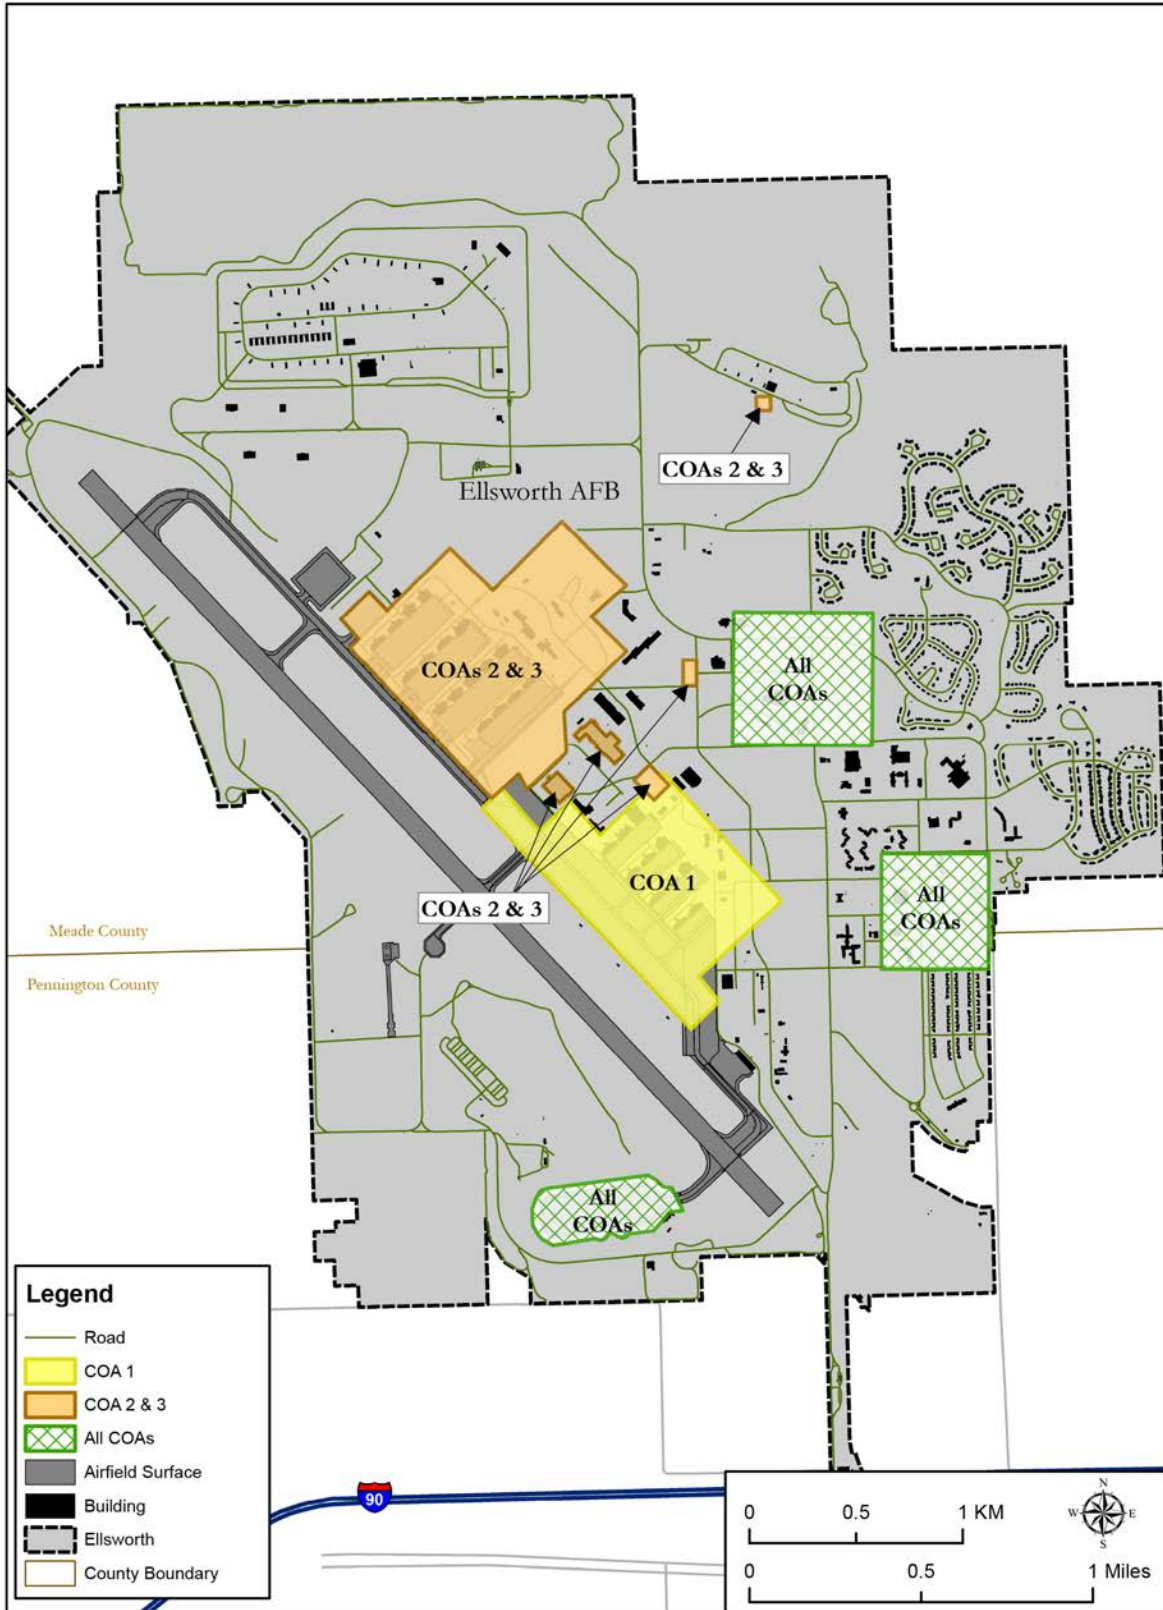 COAs 2 & 3
Ellsworth AFB
COAs 2 & 3
All
COAs
COA 1
COAs 2 & 3
All
COAs
Meade County
Pennington County
All
COAs
Legend
Road
COA 1
COA 2 & 3
All COAs
Airfield Surface
Building
Ellsworth
County Boundary
90
0 0.5 1 KM
N
W E
S
0 0.5 1 Miles